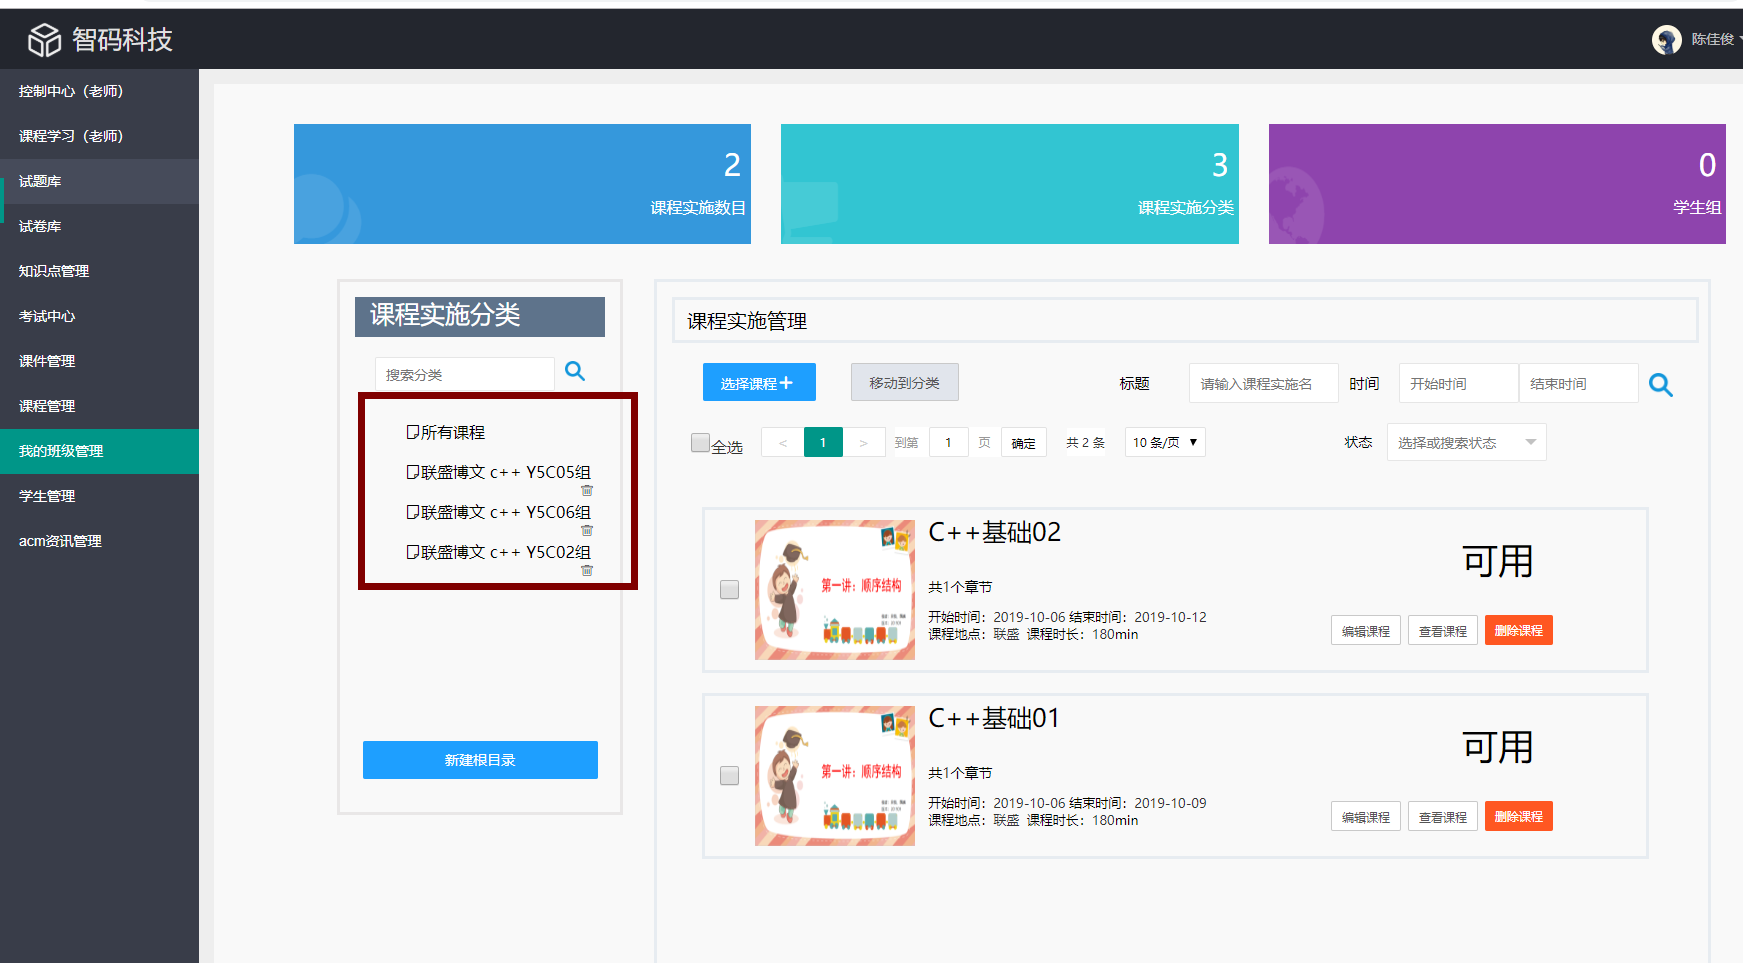 智码科技
陈佳俊
控制中心（老师）
课程学习（老师）
试题库
试卷库
知识点管理
考试中心
课件管理
课程管理
我的班级管理
学生管理
acm资讯管理
2
课程实施数目
3
课程实施分类
0
学生组
课程实施分类
搜索分类
所有课程
联盛博文 c++ Y5C05组
联盛博文 c++ Y5C06组
联盛博文 c++ Y5C02组
新建根目录
课程实施管理
选择课程+ 移动到分类 标题 请输入课程实施名 时间 开始时间 结束时间
全选 < 1 > 到第 1 页 确定 共 2 条 10 条/页 状态 选择或搜索状态
C++基础02
第一讲：顺序结构
共1个章节
开始时间：2019-10-06 结束时间：2019-10-12
课程地点：联盛 课程时长：180min
可用
编辑课程 查看课程 删除课程
C++基础01
第一讲：顺序结构
共1个章节
开始时间：2019-10-06 结束时间：2019-10-09
课程地点：联盛 课程时长：180min
可用
编辑课程 查看课程 删除课程